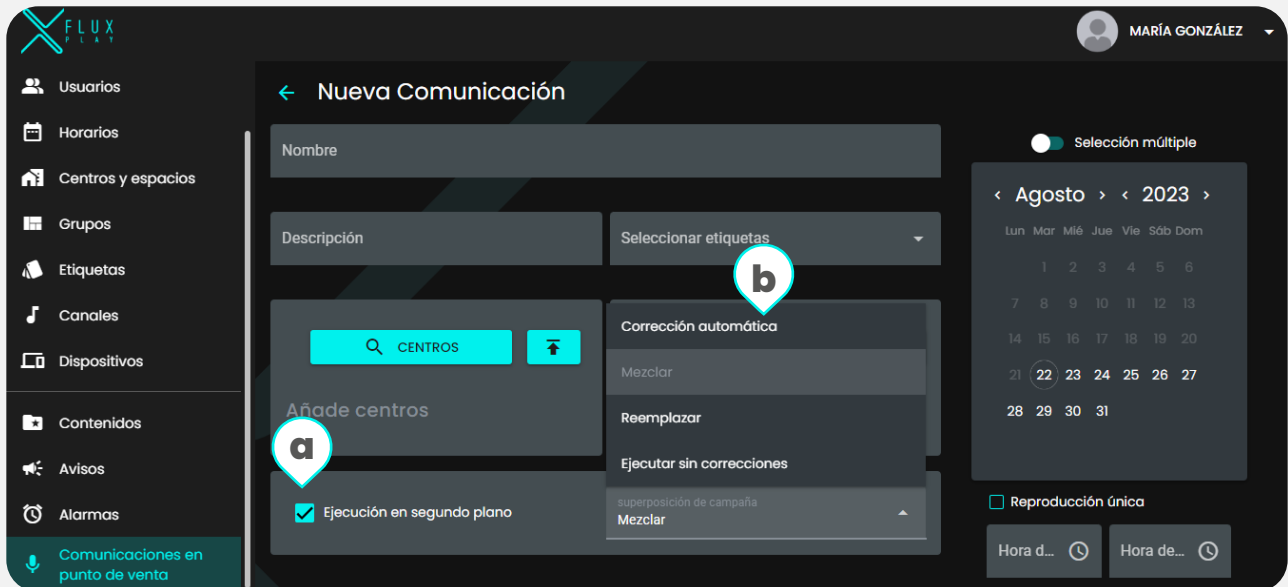 FLUX
PLAY
MARÍA GONZÁLEZ
Usuarios
Horarios
Centros y espacios
Grupos
Etiquetas
Canales
Dispositivos
Contenidos
Avisos
Alarmas
Comunicaciones en
punto de venta
Nueva Comunicación
Nombre
Descripción
Seleccionar etiquetas
b
CENTROS
Añade centros
a
Corrección automática
Mezclar
Reemplazar
Ejecutar sin correcciones
Ejecución en segundo plano
superposición de campaña
Mezclar
Selección múltiple
‹ Agosto › ‹ 2023 ›
Lun Mar Mié Jue Vie Sáb Dom
1 2 3 4 5 6
7 8 9 10 11 12 13
14 15 16 17 18 19 20
21 22 23 24 25 26 27
28 29 30 31
Reproducción única
Hora d...
Hora de...